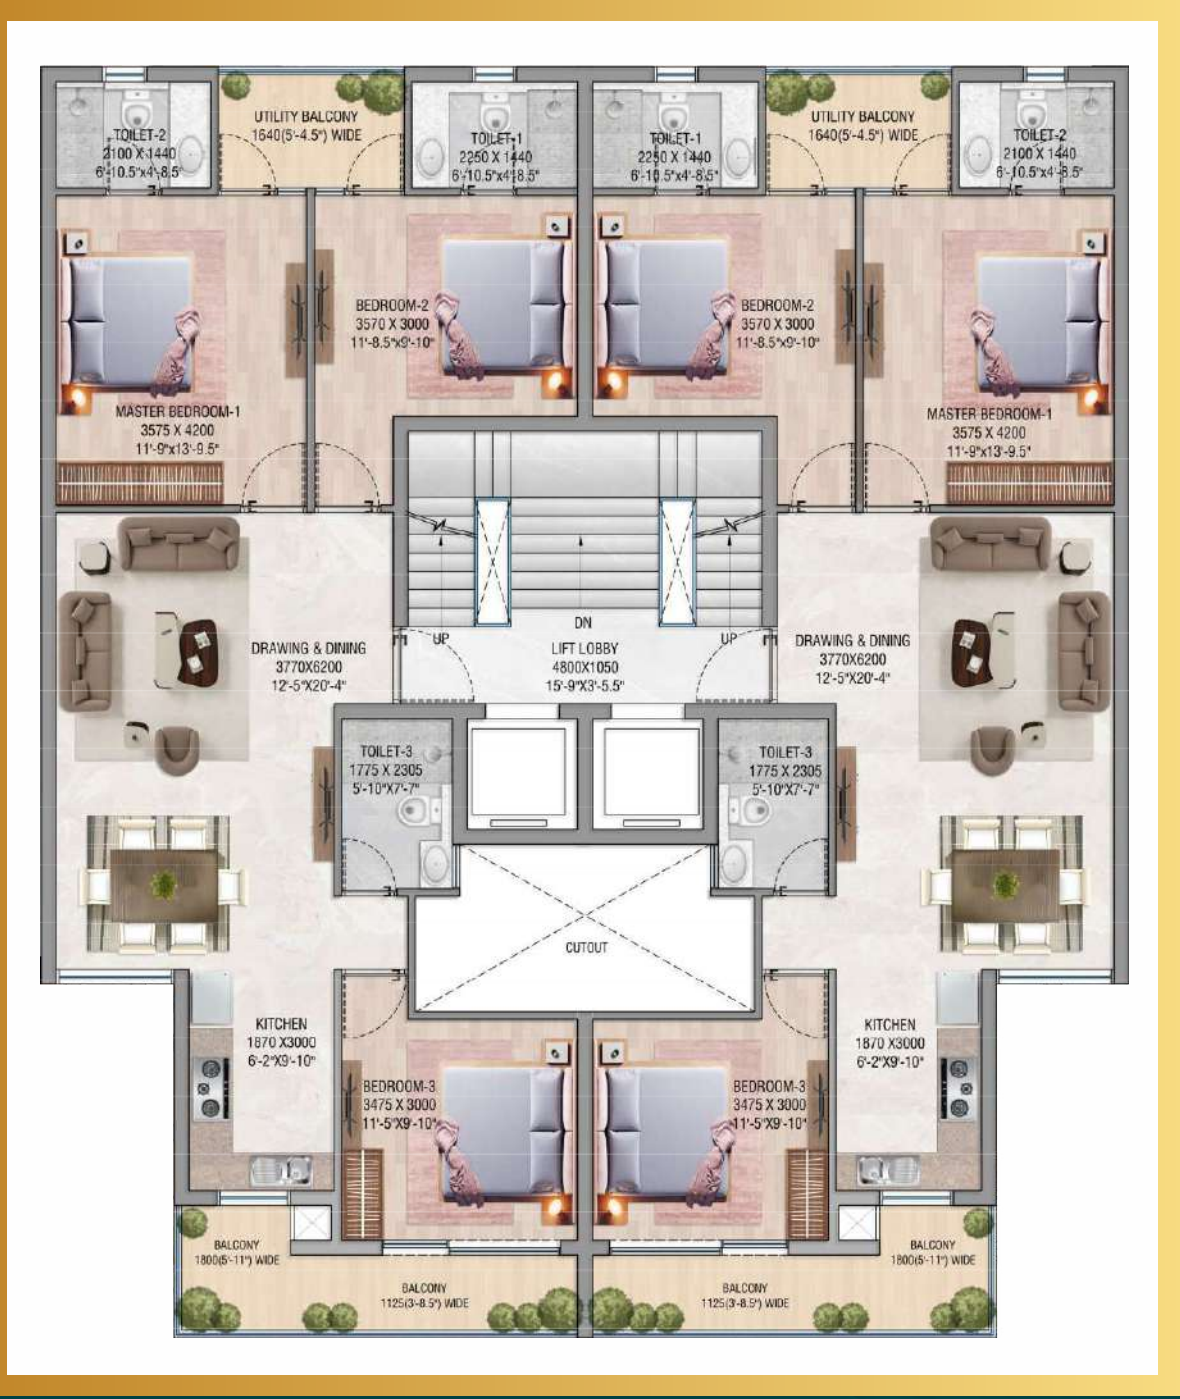 UTILITY BALCONY
1640(5'-4.5") WIDE
UTILITY BALCONY
1640(5'-4.5") WIDE
TOILET-2
2100 X 1440
6'-10.5"x4'-8.5"
TOILET-1
2250 X 1440
6'-10.5"x4'-8.5"
TOILET-1
2250 X 1440
6'-10.5"x4'-8.5"
TOILET-2
2100 X 1440
6'-10.5"x4'-8.5"
BEDROOM-2
3570 X 3000
11'-8.5"x9'-10"
BEDROOM-2
3570 X 3000
11'-8.5"x9'-10"
MASTER BEDROOM-1
3575 X 4200
11'-9"x13'-9.5"
MASTER BEDROOM-1
3575 X 4200
11'-9"x13'-9.5"
UP
DN
UP
DRAWING & DINING
3770X6200
12'-5"X20'-4"
LIFT LOBBY
4800X1050
15'-9"X3'-5.5"
DRAWING & DINING
3770X6200
12'-5"X20'-4"
TOILET-3
1775 X 2305
5'-10"X7'-7"
TOILET-3
1775 X 2305
5'-10"X7'-7"
CUTOUT
KITCHEN
1870 X3000
6'-2"X9'-10"
KITCHEN
1870 X3000
6'-2"X9'-10"
BEDROOM-3
3475 X 3000
11'-5"X9'-10"
BEDROOM-3
3475 X 3000
11'-5"X9'-10"
BALCONY
1800(5'-11") WIDE
BALCONY
1800(5'-11") WIDE
BALCONY
1125(3'-8.5") WIDE
BALCONY
1125(3'-8.5") WIDE